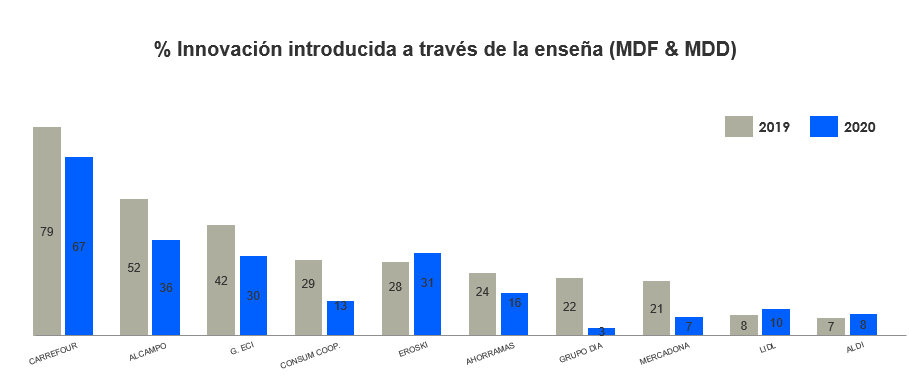 % Innovación introducida a través de la enseña (MDF & MDD)
2019 2020
79 67 52 36 42 30 29 13 28 31 24 16 22 3 21 7 8 10 7 8
CARREFOUR ALCAMPO G. ECI CONSUM COOP. EROSKI AHORRAMAS GRUPO DIA MERCADONA LIDL ALDI